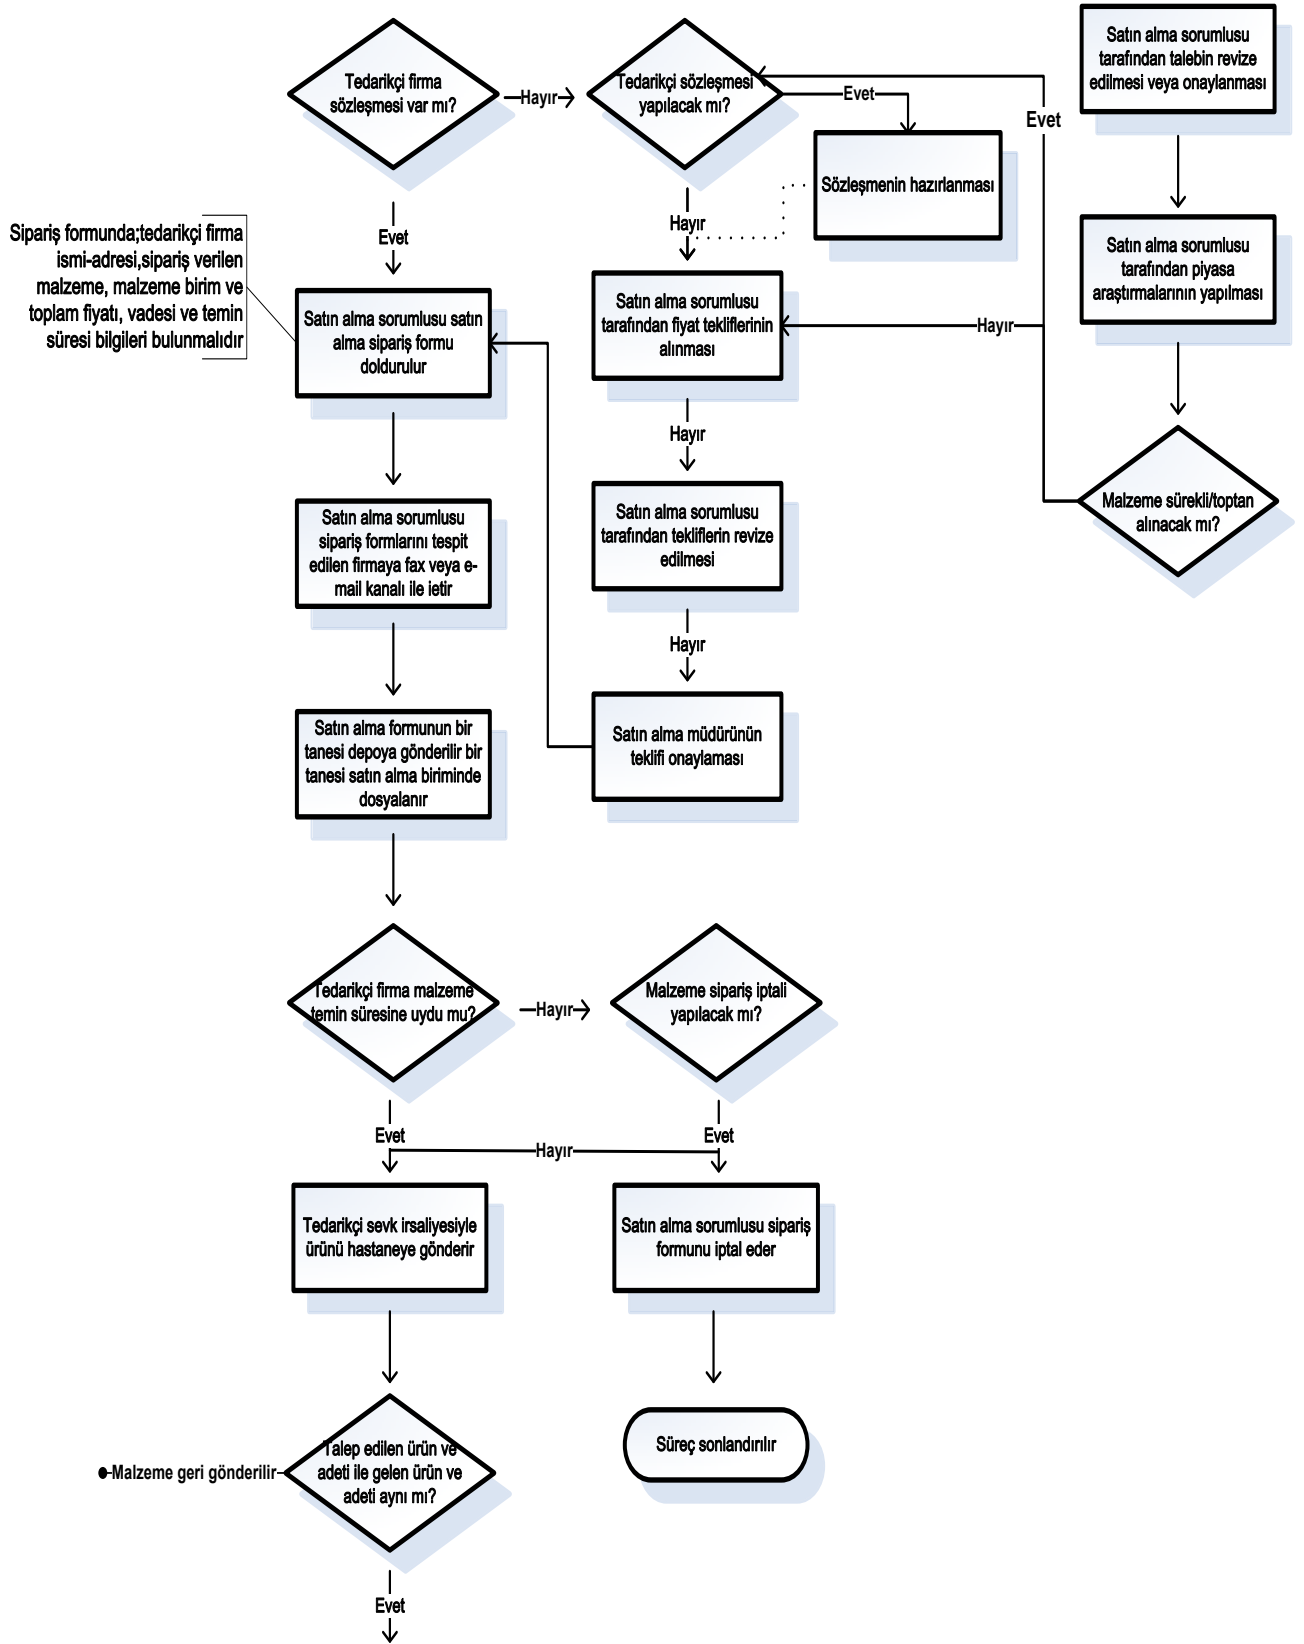 Tedarikçi firma
sözleşmesi var mı?
Hayır
Tedarikçi sözleşmesi
yapılacak mı?
Evet
Sözleşmenin hazırlanması
Evet
Satın alma sorumlusu
tarafından talebin revize
edilmesi veya onaylanması
Evet
Hayır
Sipariş formunda;tedarikçi firma
ismi-adresi,sipariş verilen
malzeme, malzeme birim ve
toplam fiyatı, vadesi ve temin
süresi bilgileri bulunmalıdır
Satın alma sorumlusu satın
alma sipariş formu
doldurulur
Satın alma sorumlusu
tarafından fiyat tekliflerinin
alınması
Hayır
Satın alma sorumlusu
tarafından piyasa
araştırmalarının yapılması
Hayır
Malzeme sürekli/toptan
alınacak mı?
Satın alma sorumlusu
sipariş formlarını tespit
edilen firmaya fax veya e-
mail kanalı ile ietir
Satın alma sorumlusu
tarafından tekliflerin revize
edilmesi
Hayır
Satın alma formunun bir
tanesi depoya gönderilir bir
tanesi satın alma biriminde
dosyalanır
Satın alma müdürünün
teklifi onaylaması
Tedarikçi firma malzeme
temin süresine uydu mu?
Hayır
Malzeme sipariş iptali
yapılacak mı?
Evet
Hayır
Evet
Tedarikçi sevk irsaliyesiyle
ürünü hastaneye gönderir
Satın alma sorumlusu sipariş
formunu iptal eder
Malzeme geri gönderilir
Talep edilen ürün ve
adeti ile gelen ürün ve
adeti aynı mı?
Süreç sonlandırılır
Evet